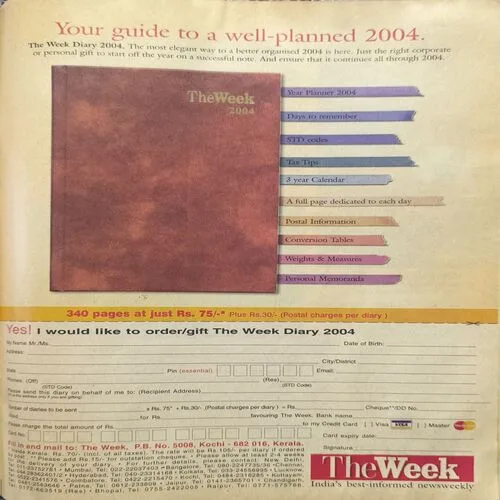 Your guide to a well-planned 2004.
The Week Diary 2004. The most elegant way to a better organised 2004 is here. Just the right corporate
or personal gift to start off the year on a successful note. And ensure that it continues all through 2004.
TheWeek
2004
Year Planner 2004
Days to remember
STD codes
Tax Tips
3 year Calendar
A full page dedicated to each day
Postal Information
Conversion Tables
Weights & Measures
Personal Memoranda
340 pages at just Rs. 75/-* Plus Rs.30/- (Postal charges per diary )
Yes! I would like to order/gift The Week Diary 2004
My Name Mr./Ms. Date of Birth:
Address:
City/District
State Pin (essential) Email:
Phones: (Off) (Res)
(STD Code) (STD Code)
Please send this diary on behalf of me to: (Recipient Address)
Number of diaries to be sent x Rs. 75* + Rs.30/- (Postal charges per diary ) = Rs. Cheque**/DD No.
dated for Rs. favouring The Week. Bank name
Please charge the total amount of Rs. to my Credit Card [ ] Visa VISA [ ] Master
Card No. Card expiry date:
Fill in and mail to: The Week, P.B. No. 5008, Kochi - 682 016, Kerala. Signature :
TheWeek
India's best-informed newsweekly